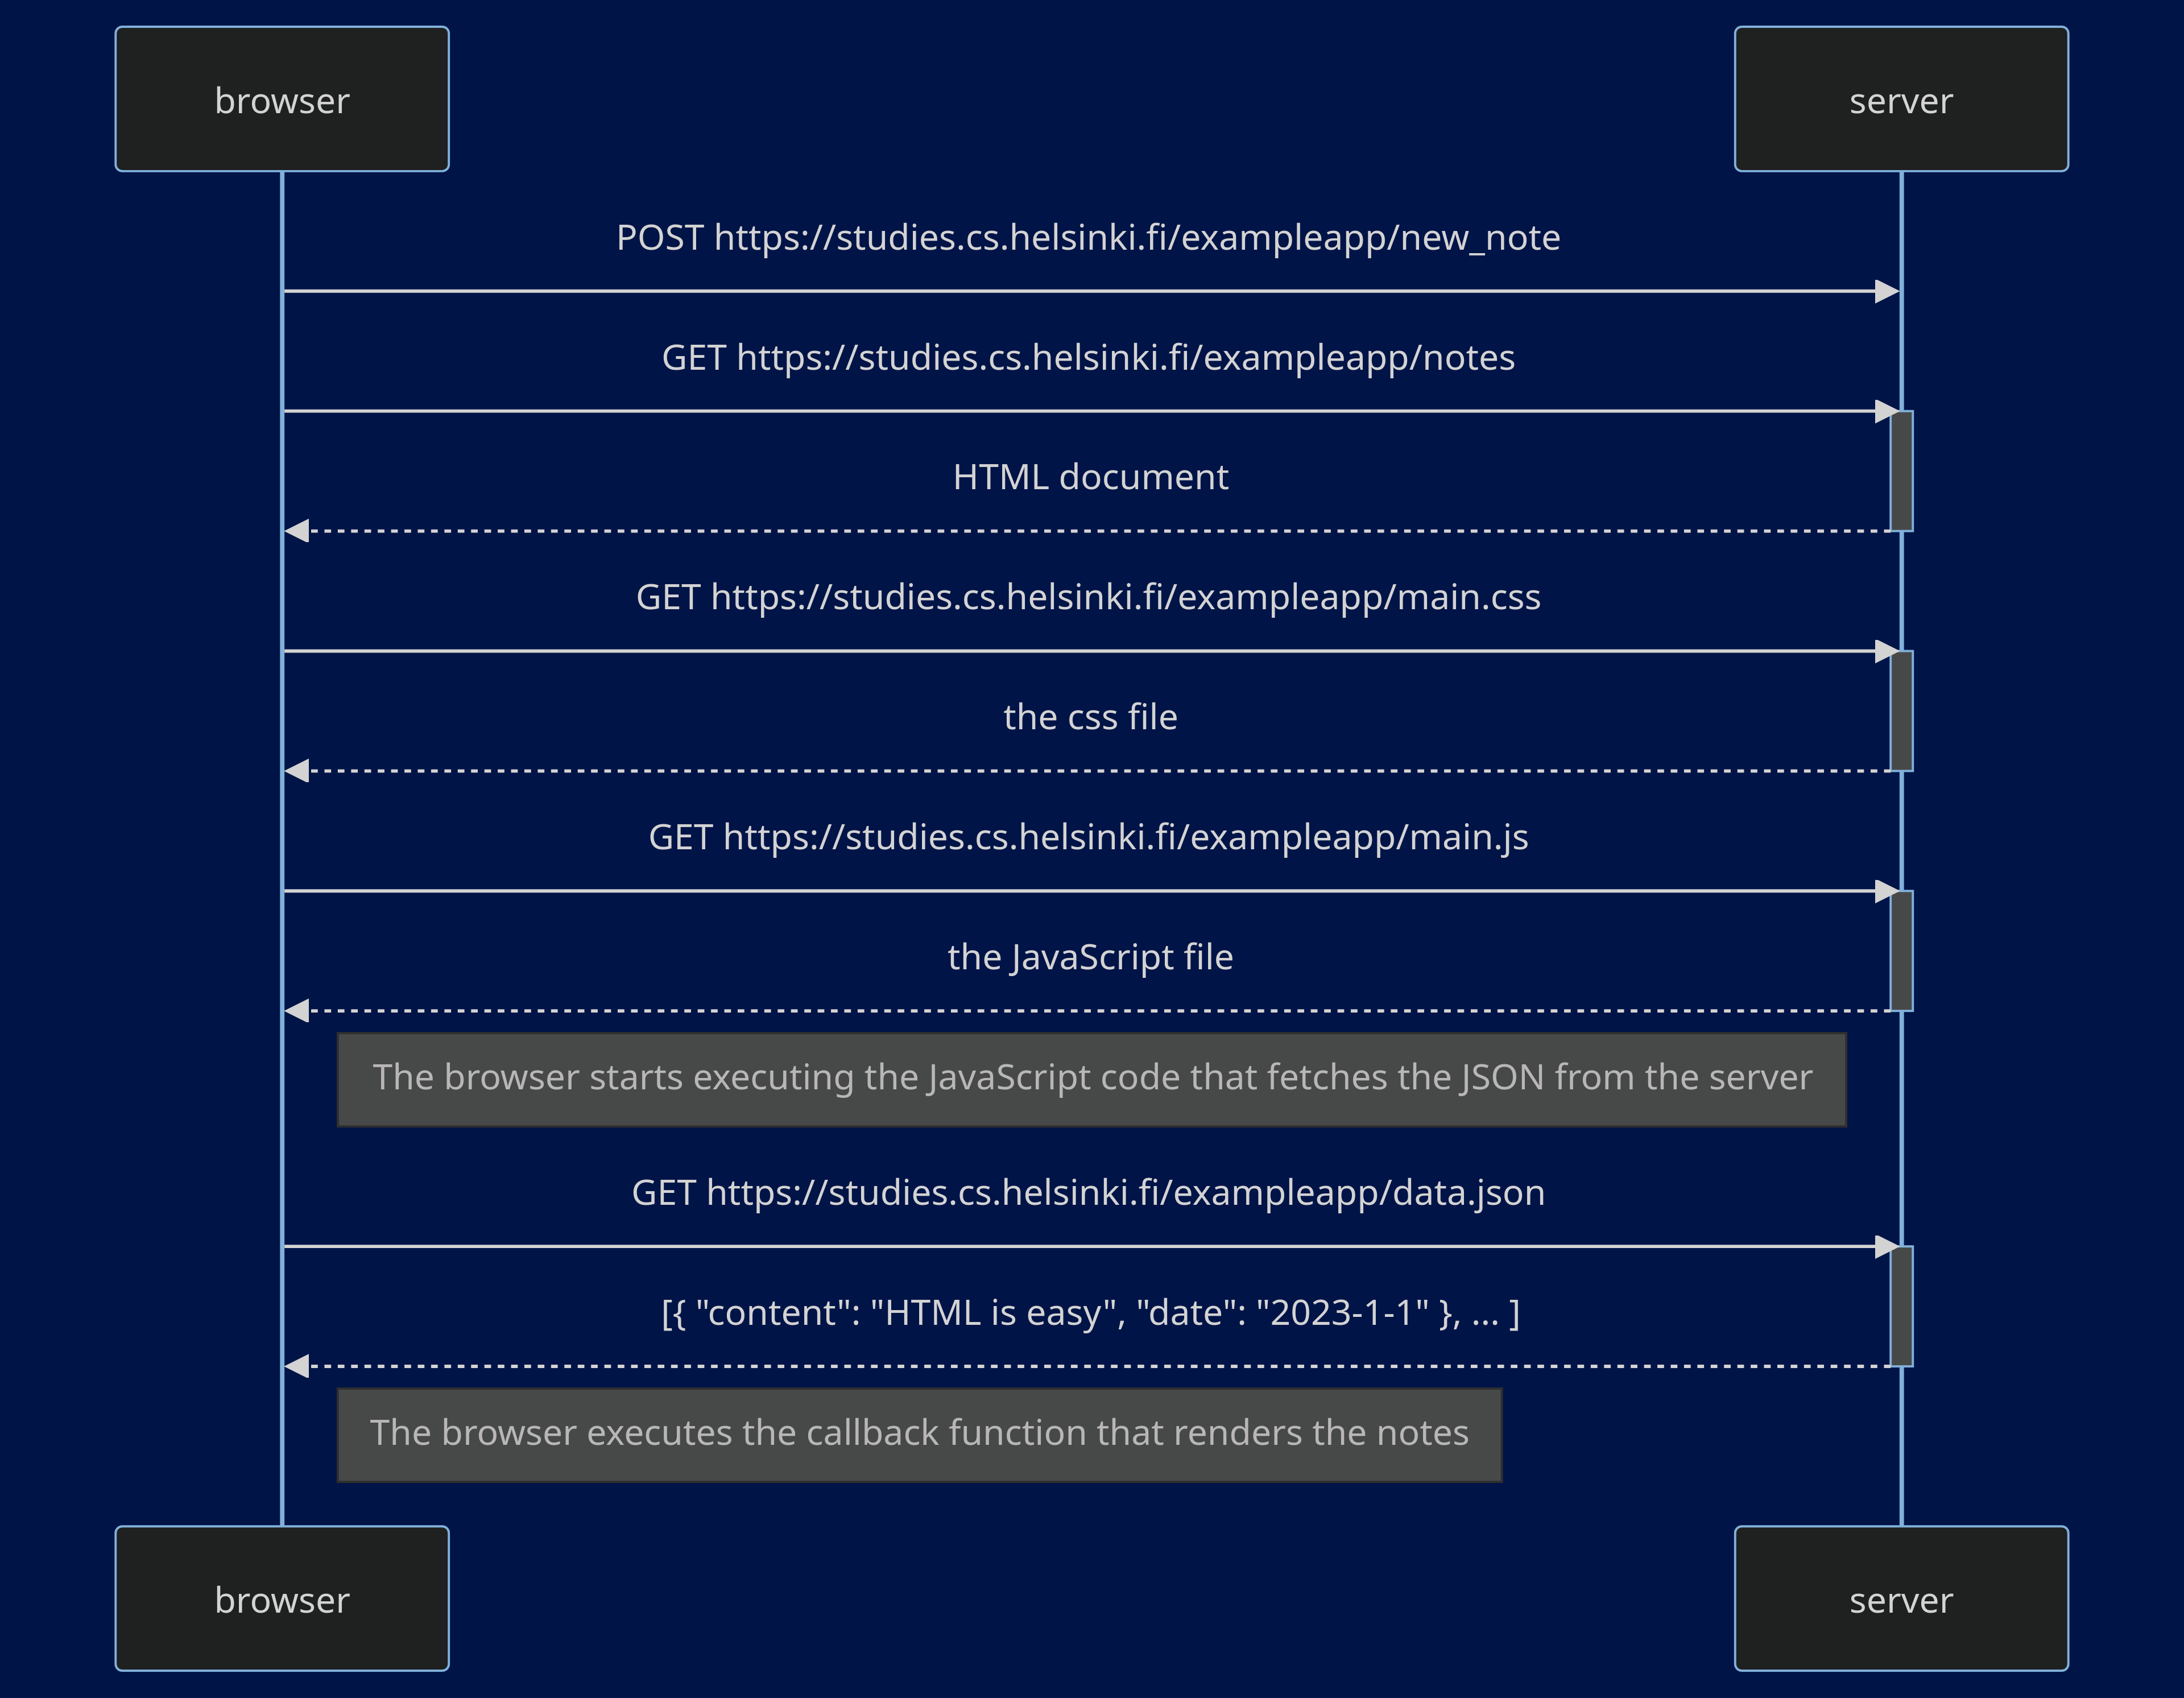 browser
server
POST https://studies.cs.helsinki.fi/exampleapp/new_note
GET https://studies.cs.helsinki.fi/exampleapp/notes
HTML document
GET https://studies.cs.helsinki.fi/exampleapp/main.css
the css file
GET https://studies.cs.helsinki.fi/exampleapp/main.js
the JavaScript file
The browser starts executing the JavaScript code that fetches the JSON from the server
GET https://studies.cs.helsinki.fi/exampleapp/data.json
[{ "content": "HTML is easy", "date": "2023-1-1" }, ... ]
The browser executes the callback function that renders the notes
browser
server